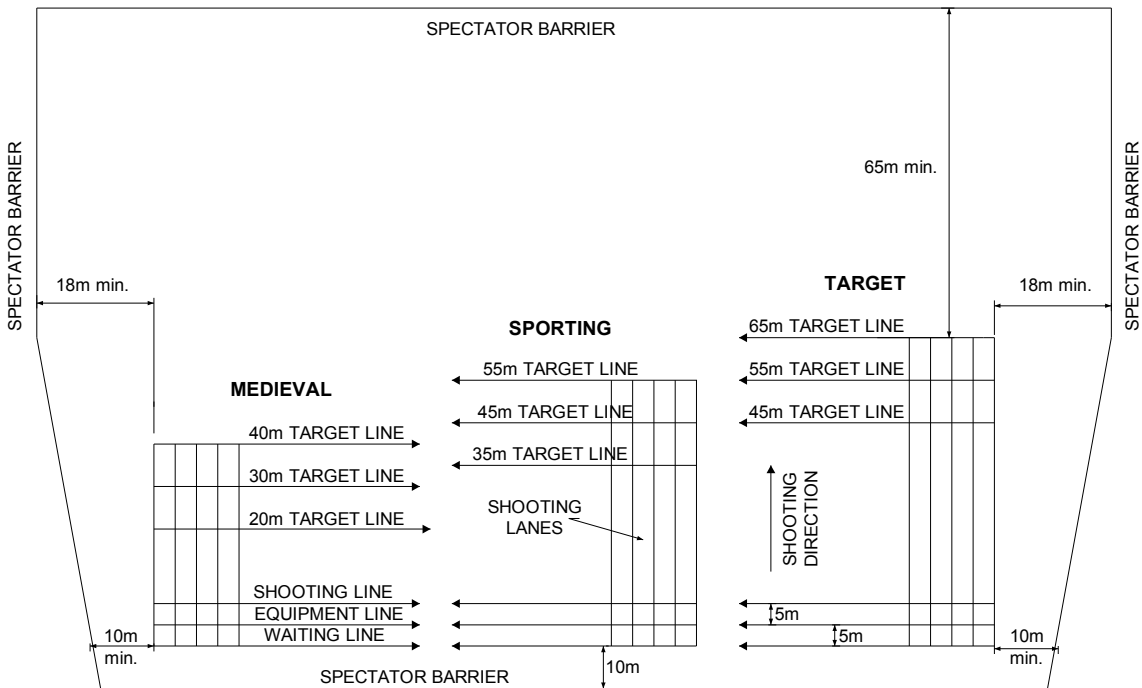 SPECTATOR BARRIER
SPECTATOR BARRIER
SPECTATOR BARRIER
65m min.
18m min.
18m min.
TARGET
SPORTING
65m TARGET LINE
55m TARGET LINE
55m TARGET LINE
MEDIEVAL
45m TARGET LINE
45m TARGET LINE
40m TARGET LINE
35m TARGET LINE
30m TARGET LINE
SHOOTING
LANES
SHOOTING
DIRECTION
20m TARGET LINE
SHOOTING LINE
EQUIPMENT LINE
WAITING LINE
5m
5m
10m
min.
10m
min.
10m
SPECTATOR BARRIER